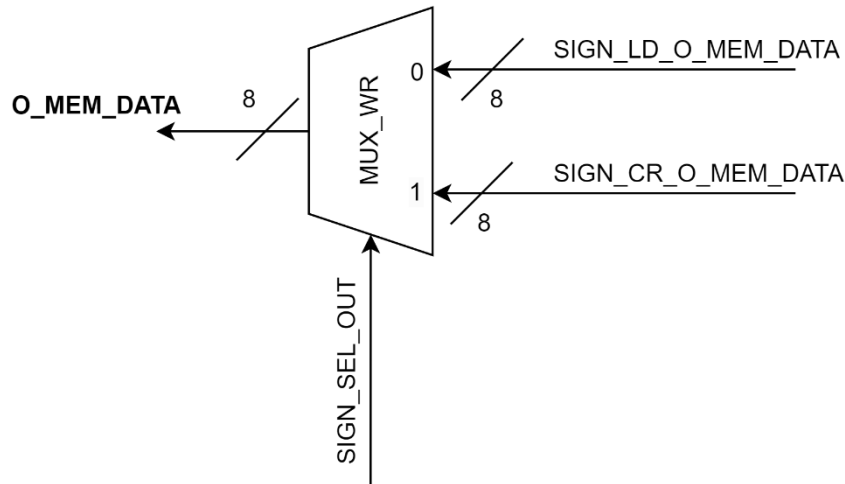 SIGN_LD_O_MEM_DATA
0
8
8
O_MEM_DATA
MUX_WR
SIGN_CR_O_MEM_DATA
1
8
SIGN_SEL_OUT